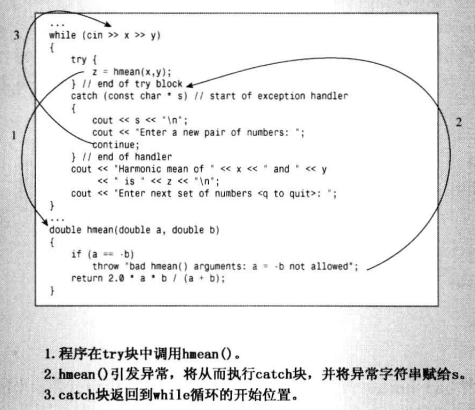 ...
while (cin >> x >> y)
{
try {
z = hmean(x,y);
} // end of try block
catch (const char * s) // start of exception handler
{
cout << s << "\n";
cout << "Enter a new pair of numbers: ";
continue;
} // end of handler
cout << "Harmonic mean of " << x << " and " << y
<< " is " << z << "\n";
cout << "Enter next set of numbers <q to quit>: ";
}
...
double hmean(double a, double b)
{
if (a == -b)
throw "bad hmean() arguments: a = -b not allowed";
return 2.0 * a * b / (a + b);
}
3
1
2
1.程序在try块中调用hmean()。
2.hmean()引发异常，将从而执行catch块，并将异常字符串赋给s。
3.catch块返回到while循环的开始位置。